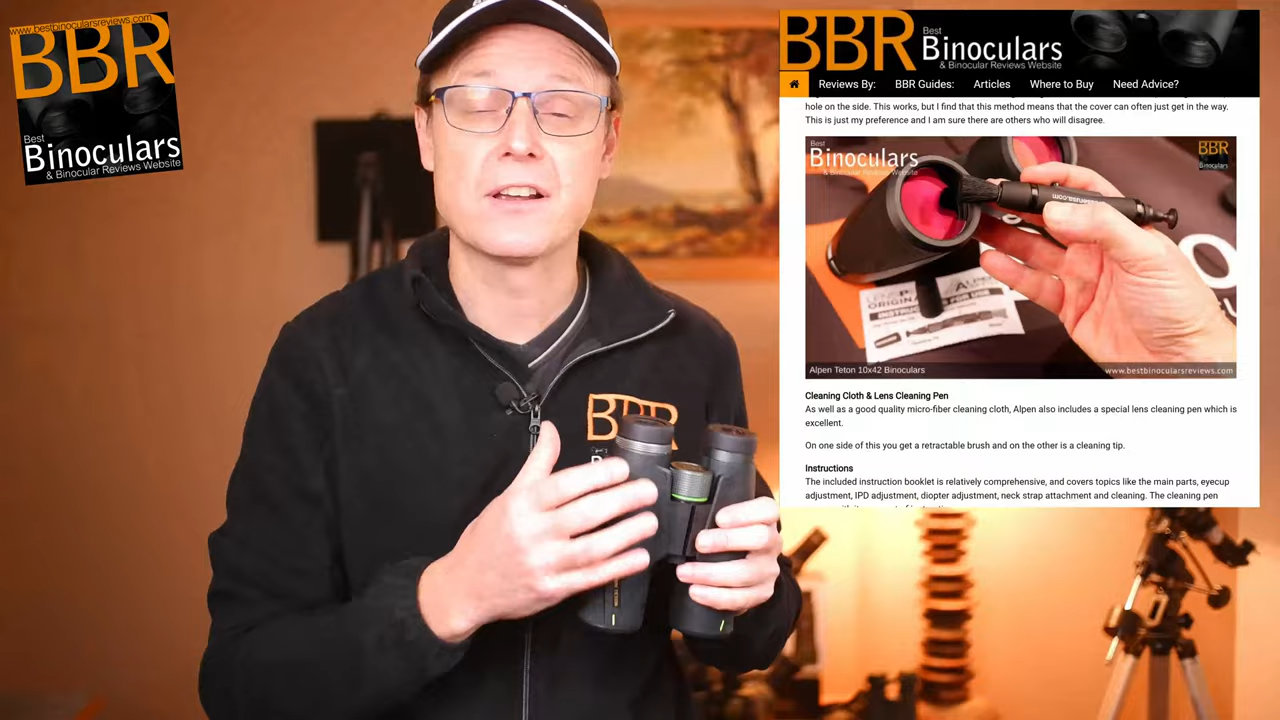 www.bestbinocularsreviews.com
BBR
Best
Binoculars
& Binocular Reviews Website
BBR
BBR
Best
Binoculars
& Binocular Reviews Website
Reviews By:
BBR Guides:
Articles
Where to Buy
Need Advice?
hole on the side. This works, but I find that this method means that the cover can often just get in the way.
This is just my preference and I am sure there are others who will disagree.
Best
Binoculars
& Binocular Reviews Website
BBR
Binoculars
ORIGINAL
Alpen Teton 10x42 Binoculars
www.bestbinocularsreviews.com
Cleaning Cloth & Lens Cleaning Pen
As well as a good quality micro-fiber cleaning cloth, Alpen also includes a special lens cleaning pen which is
excellent.
On one side of this you get a retractable brush and on the other is a cleaning tip.
Instructions
The included instruction booklet is relatively comprehensive, and covers topics like the main parts, eyecup
adjustment, IPD adjustment, diopter adjustment, neck strap attachment and cleaning. The cleaning pen